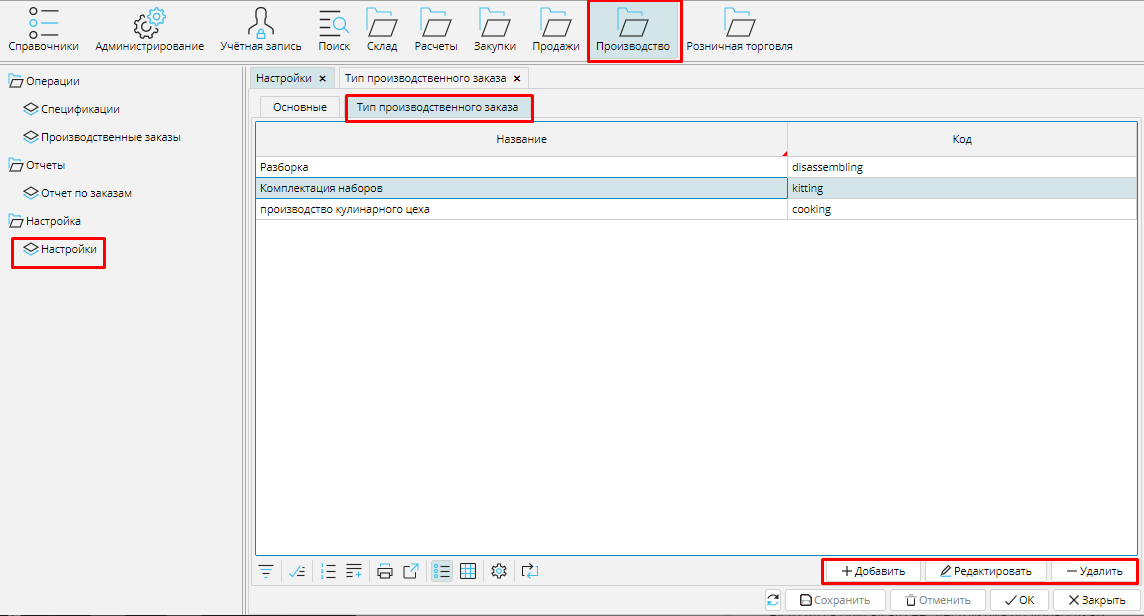 Справочники Администрирование Учётная запись Поиск Склад Расчеты Закупки Продажи Производство Розничная торговля
Операции
Спецификации
Производственные заказы
Отчеты
Отчет по заказам
Настройка
Настройки
Настройки × Тип производственного заказа ×
Основные Тип производственного заказа
Название Код
Разборка disassembling
Комплектация наборов kitting
производство кулинарного цеха cooking
Добавить Редактировать Удалить
Сохранить Отменить OK Закрыть